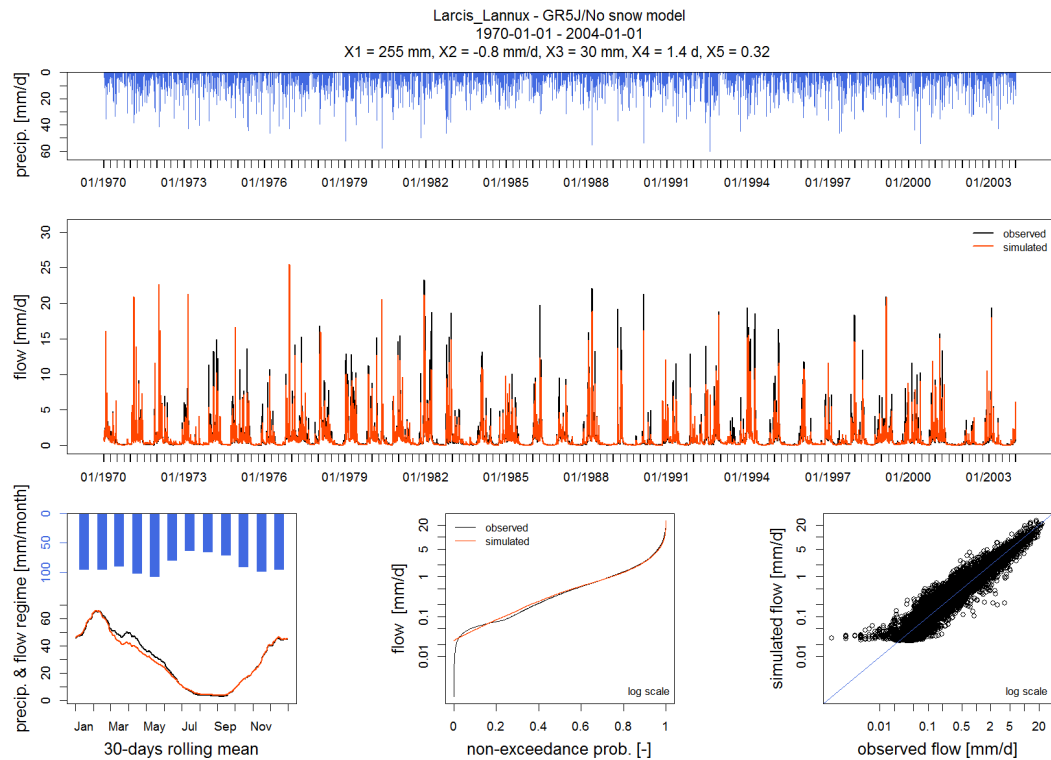 Larcis_Lannux - GR5J/No snow model
1970-01-01 - 2004-01-01
X1 = 255 mm, X2 = -0.8 mm/d, X3 = 30 mm, X4 = 1.4 d, X5 = 0.32
precip. [mm/d]
0
20
40
60
01/1970 01/1973 01/1976 01/1979 01/1982 01/1985 01/1988 01/1991 01/1994 01/1997 01/2000 01/2003
flow [mm/d]
30
25
20
15
10
5
0
observed
simulated
01/1970 01/1973 01/1976 01/1979 01/1982 01/1985 01/1988 01/1991 01/1994 01/1997 01/2000 01/2003
precip. & flow regime [mm/month]
0
50
100
60
40
20
0
Jan Mar May Jul Sep Nov
30-days rolling mean
flow [mm/d]
20
5
1
0.1
0.01
observed
simulated
log scale
0 0.2 0.4 0.6 0.8 1
non-exceedance prob. [-]
simulated flow [mm/d]
20
5
1
0.1
0.01
log scale
0.01 0.1 0.5 2 5 20
observed flow [mm/d]